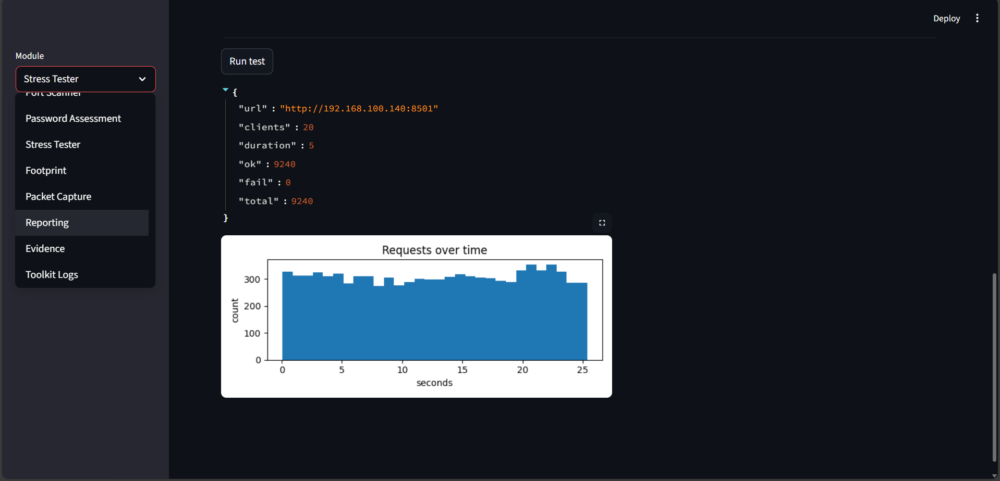 Deploy
Module
Stress Tester
Port Scanner
Password Assessment
Stress Tester
Footprint
Packet Capture
Reporting
Evidence
Toolkit Logs
Run test
{
"url" : "http://192.168.100.140:8501"
"clients" : 20
"duration" : 5
"ok" : 9240
"fail" : 0
"total" : 9240
}
Requests over time
300
200
100
0
count
0 5 10 15 20 25
seconds